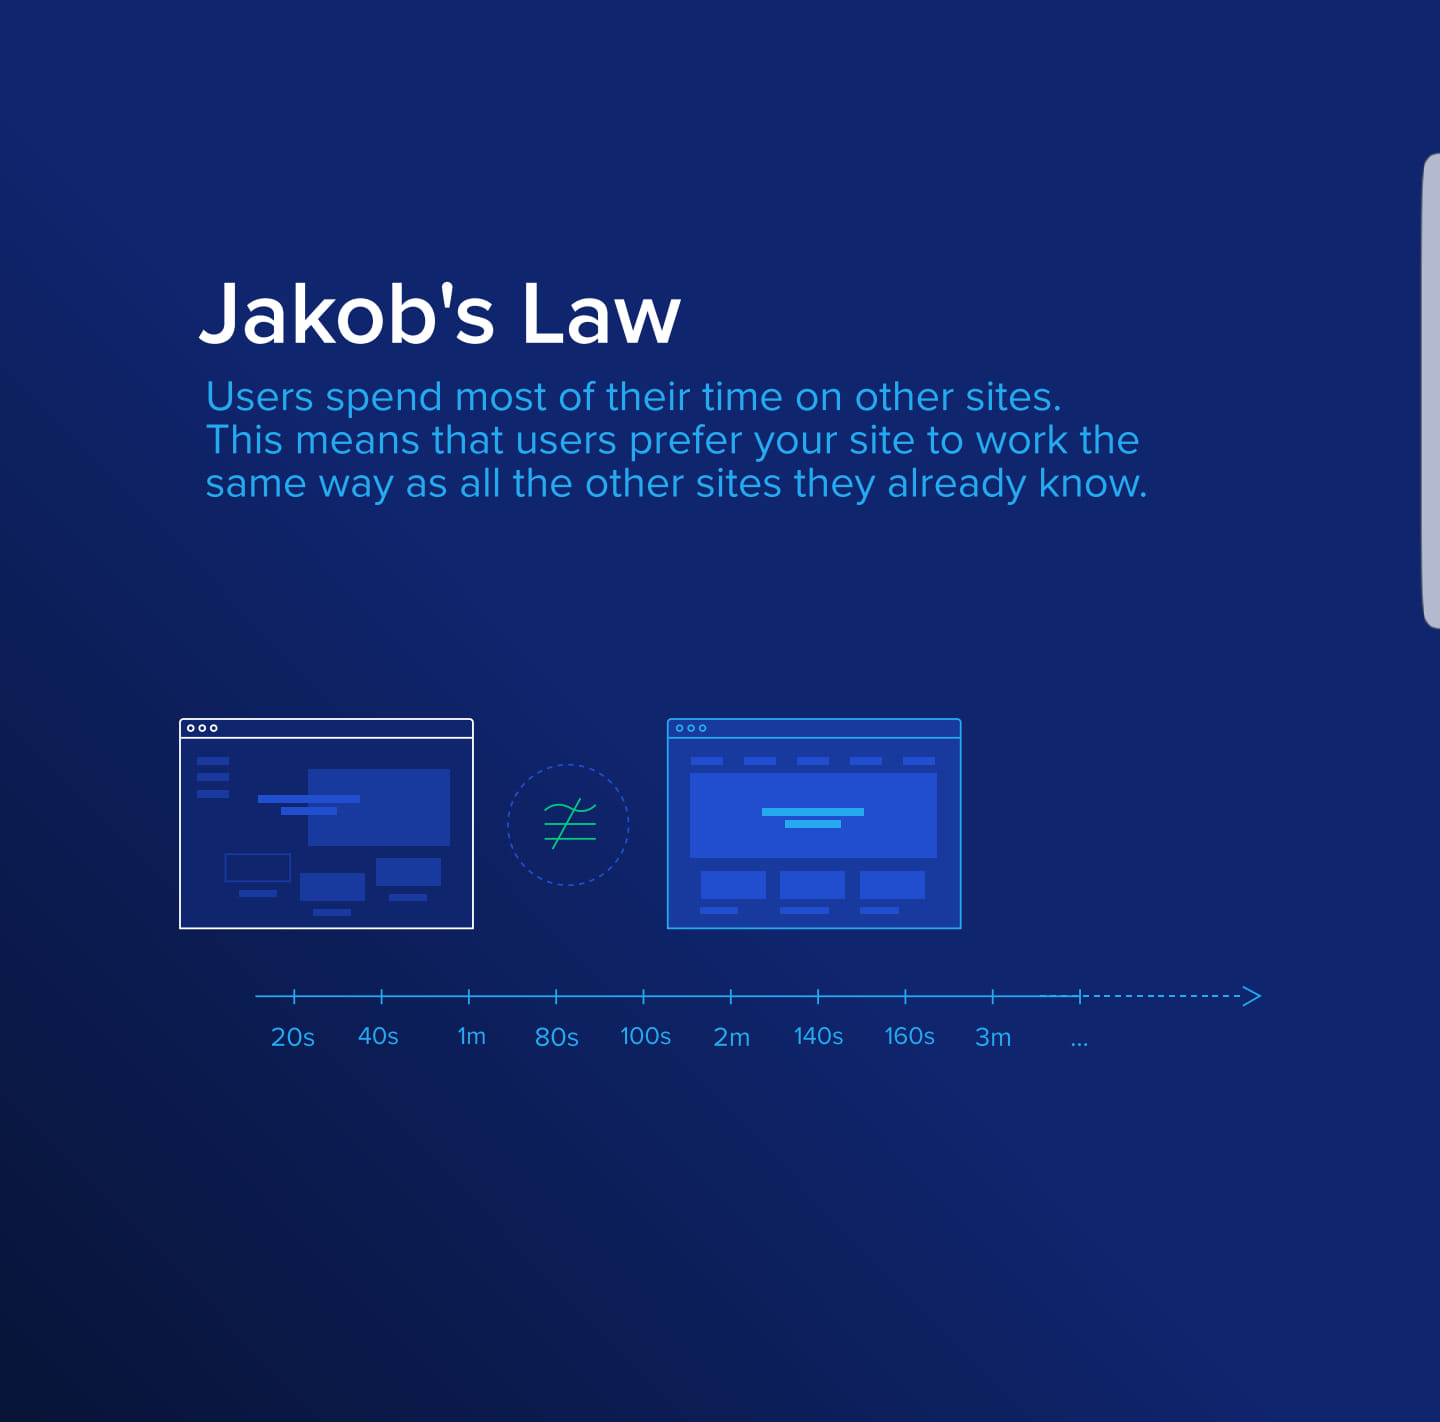 Jakob's Law
Users spend most of their time on other sites.
This means that users prefer your site to work the
same way as all the other sites they already know.
≇
20s 40s 1m 80s 100s 2m 140s 160s 3m ...